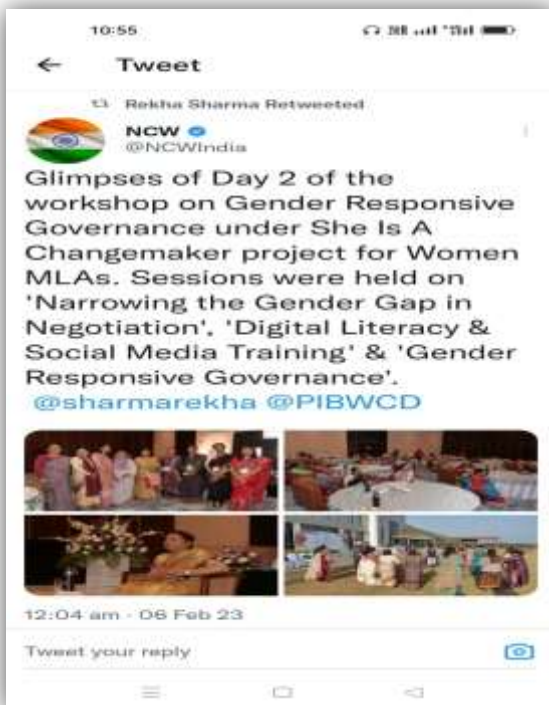 10:55
Tweet
Rekha Sharma Retweeted
NCW
@NCWIndia
Glimpses of Day 2 of the
workshop on Gender Responsive
Governance under She Is A
Changemaker project for Women
MLAs. Sessions were held on
'Narrowing the Gender Gap in
Negotiation', 'Digital Literacy &
Social Media Training' & 'Gender
Responsive Governance'.
@sharmarekha @PIBWCD
12:04 am · 06 Feb 23
Tweet your reply